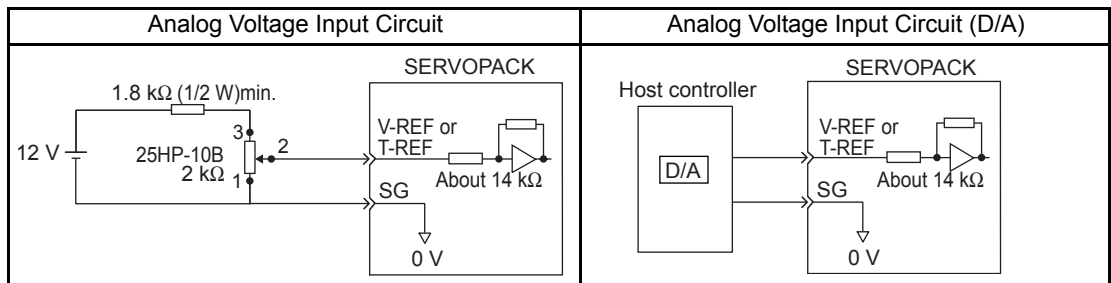 Analog Voltage Input Circuit
SERVOPACK
1.8 kΩ (1/2 W)min.
12 V
3
25HP-10B
2 kΩ
2
1
V-REF or
T-REF
About 14 kΩ
SG
0 V
Analog Voltage Input Circuit (D/A)
SERVOPACK
Host controller
D/A
V-REF or
T-REF
About 14 kΩ
SG
0 V